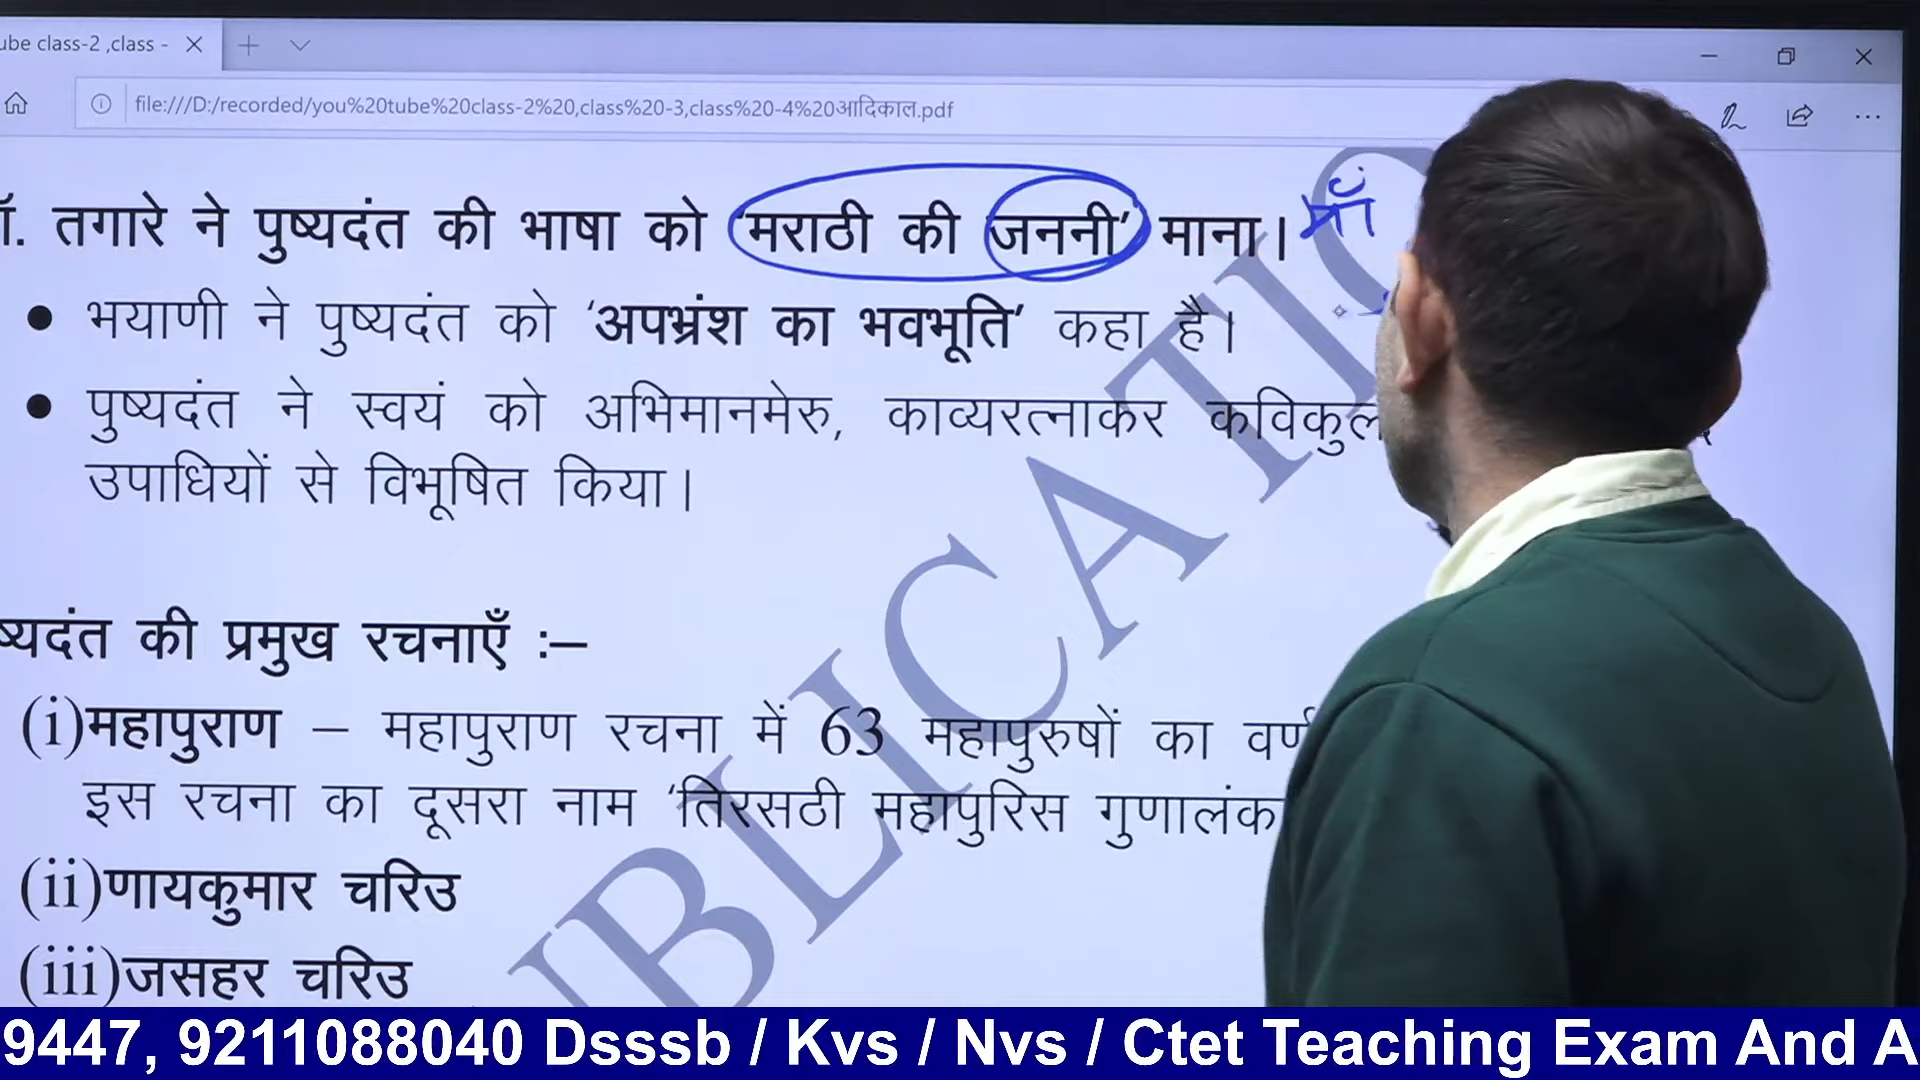 ube class-2 ,class -
file:///D:/recorded/you%20tube%20class-2%20,class%20-3,class%20-4%20आदिकाल.pdf
तगारे ने पुष्यदंत की भाषा को 'मराठी की जननी' माना। माँ
• भयाणी ने पुष्यदंत को 'अपभ्रंश का भवभूति' कहा है।
• पुष्यदंत ने स्वयं को अभिमानमेरु, काव्यरत्नाकर कविकुल
उपाधियों से विभूषित किया।
ष्यदंत की प्रमुख रचनाएँ :–
(i)महापुराण – महापुराण रचना में 63 महापुरुषों का वर्ण
इस रचना का दूसरा नाम 'तिरसठी महापुरिस गुणालंका
(ii)णायकुमार चरिउ
(iii)जसहर चरिउ
UBLICATIO
9447, 9211088040 Dsssb / Kvs / Nvs / Ctet Teaching Exam And A